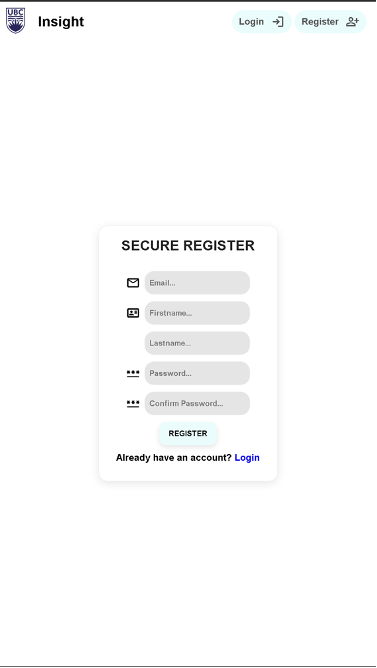 UBC
Insight
Login
Register
SECURE REGISTER
Email...
Firstname...
Lastname...
Password...
Confirm Password...
REGISTER
Already have an account? Login